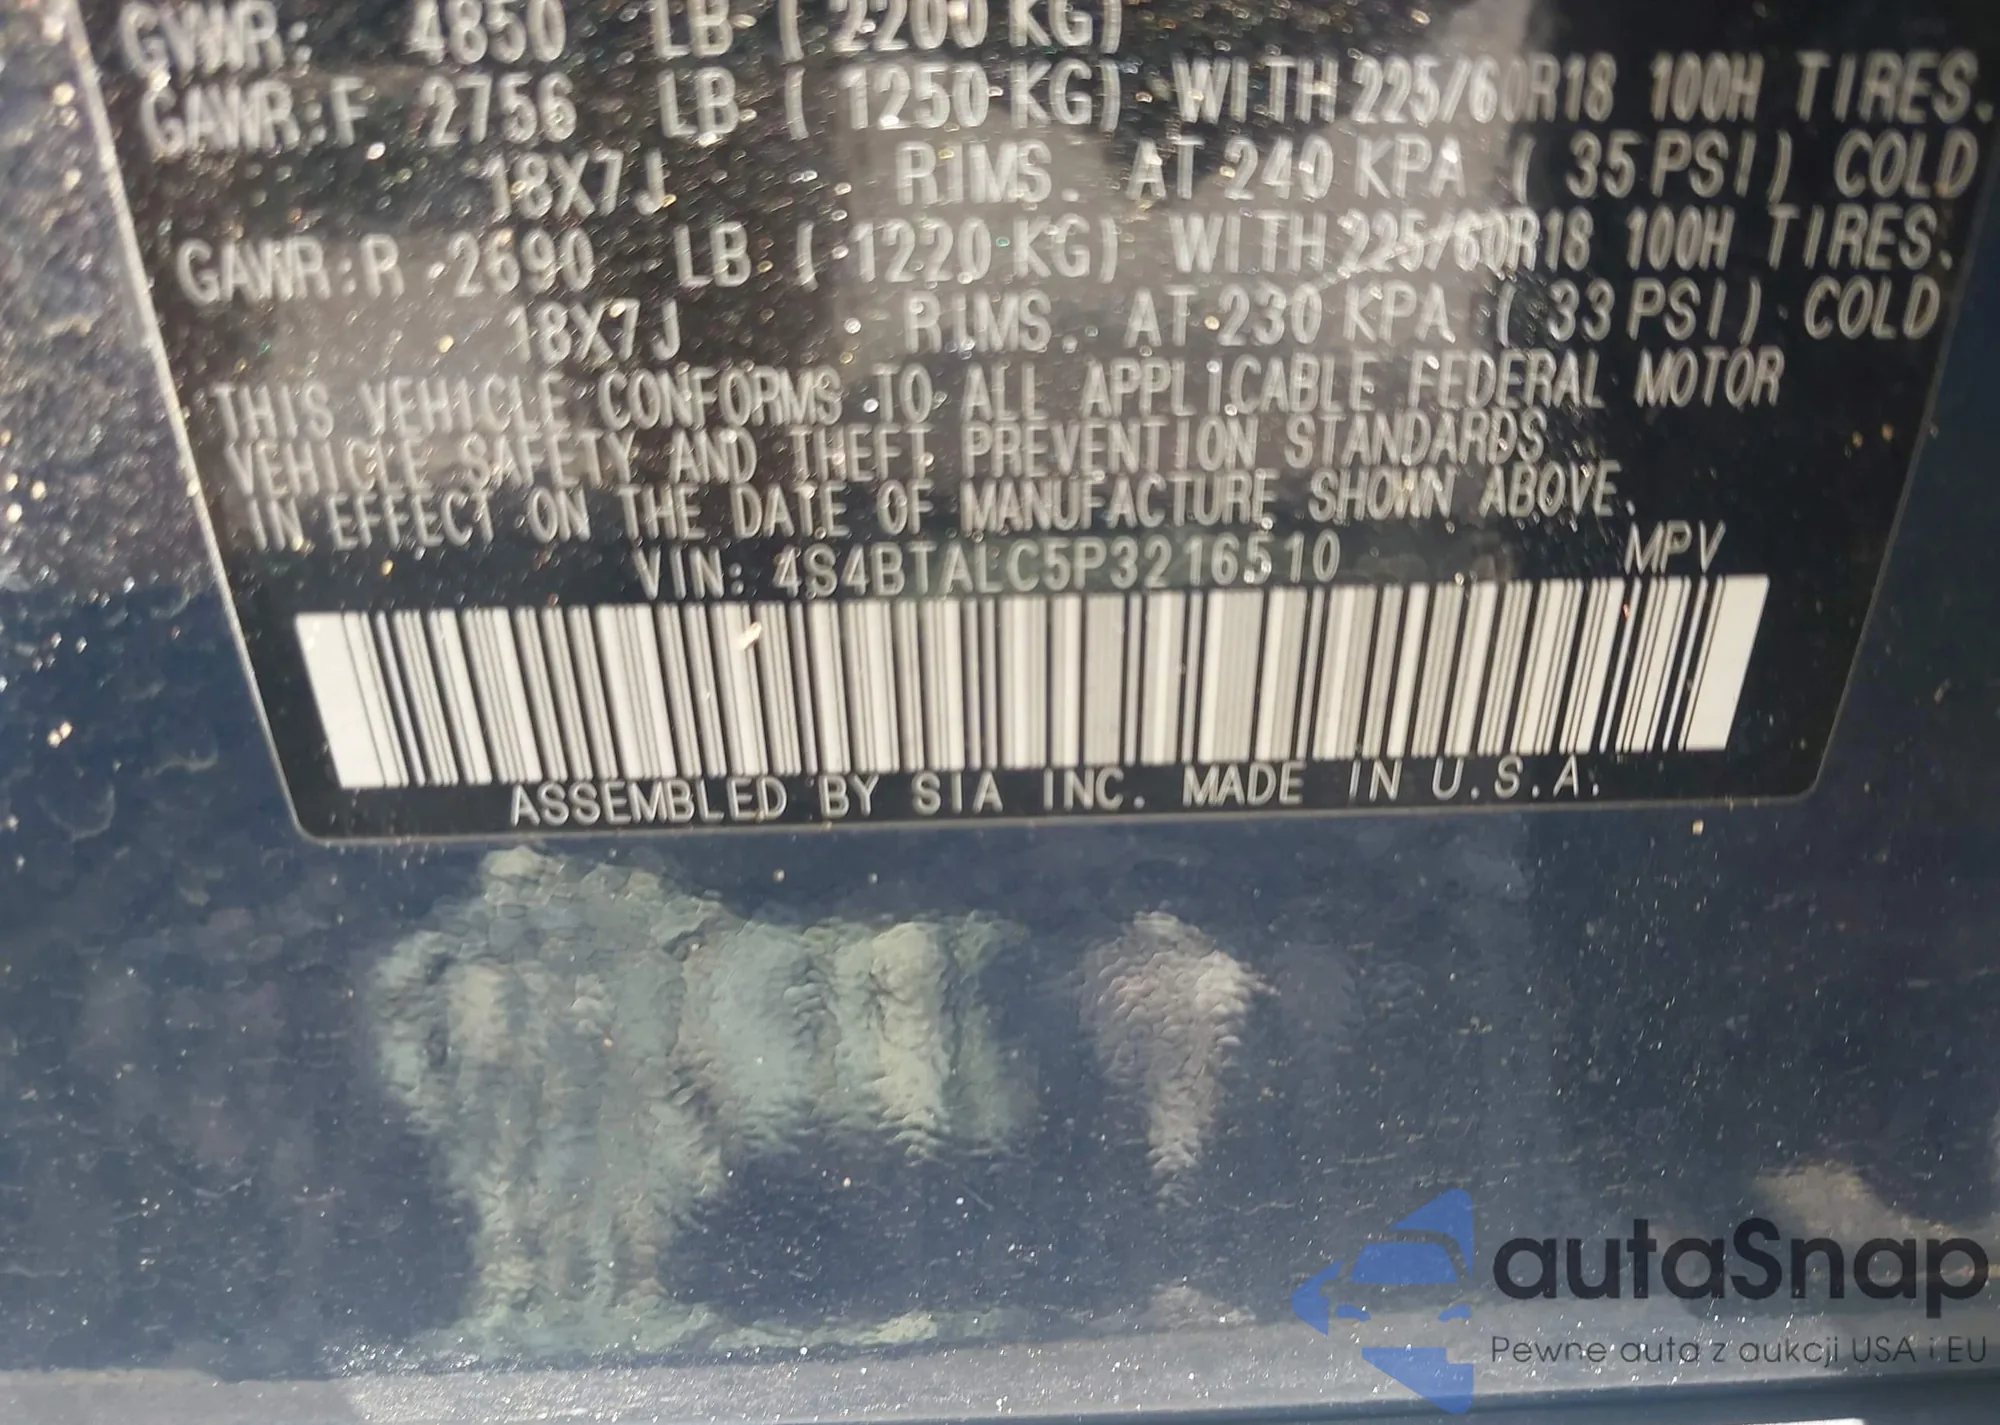 GVWR: 4850 LB ( 2200 KG)
GAWR:F 2756 LB ( 1250 KG) WITH 225/60R18 100H TIRES.
18X7J RIMS. AT 240 KPA ( 35 PSI) COLD
GAWR:R 2690 LB ( 1220 KG) WITH 225/60R18 100H TIRES.
18X7J RIMS. AT 230 KPA ( 33 PSI) COLD
THIS VEHICLE CONFORMS TO ALL APPLICABLE FEDERAL MOTOR
VEHICLE SAFETY AND THEFT PREVENTION STANDARDS
IN EFFECT ON THE DATE OF MANUFACTURE SHOWN ABOVE.
VIN: 4S4BTALC5P3216510 MPV
ASSEMBLED BY SIA INC. MADE IN U.S.A.
autaSnap
Pewne auta z aukcji USA i EU